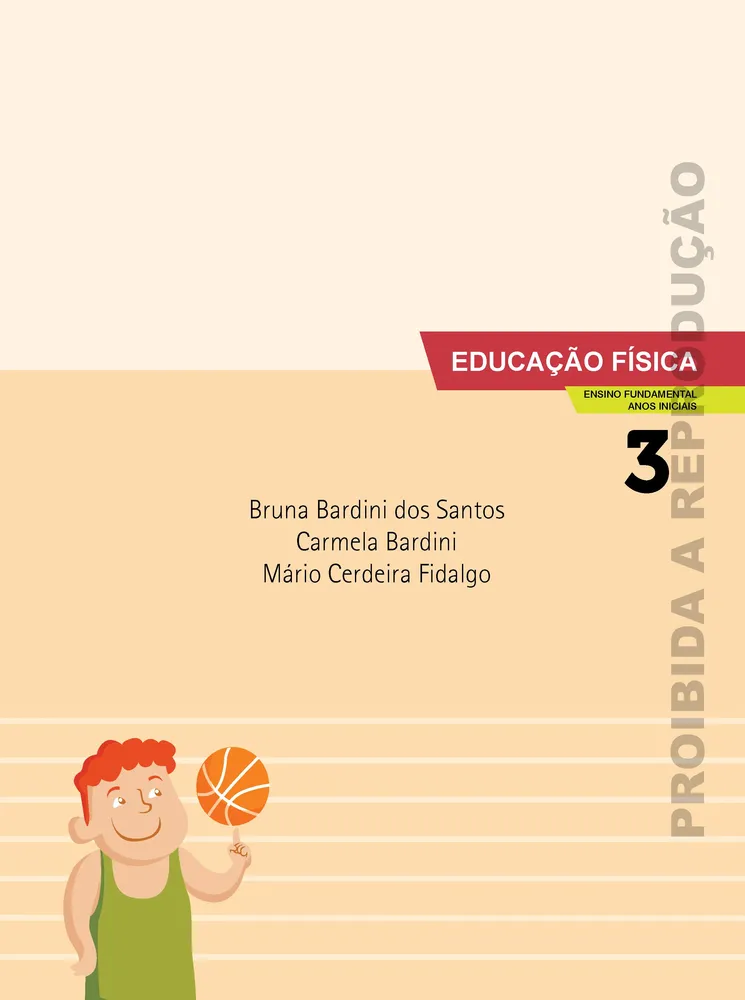 EDUCAÇÃO FÍSICA
ENSINO FUNDAMENTAL
ANOS INICIAIS
3
Bruna Bardini dos Santos
Carmela Bardini
Mário Cerdeira Fidalgo
PROIBIDA A REPRODUÇÃO